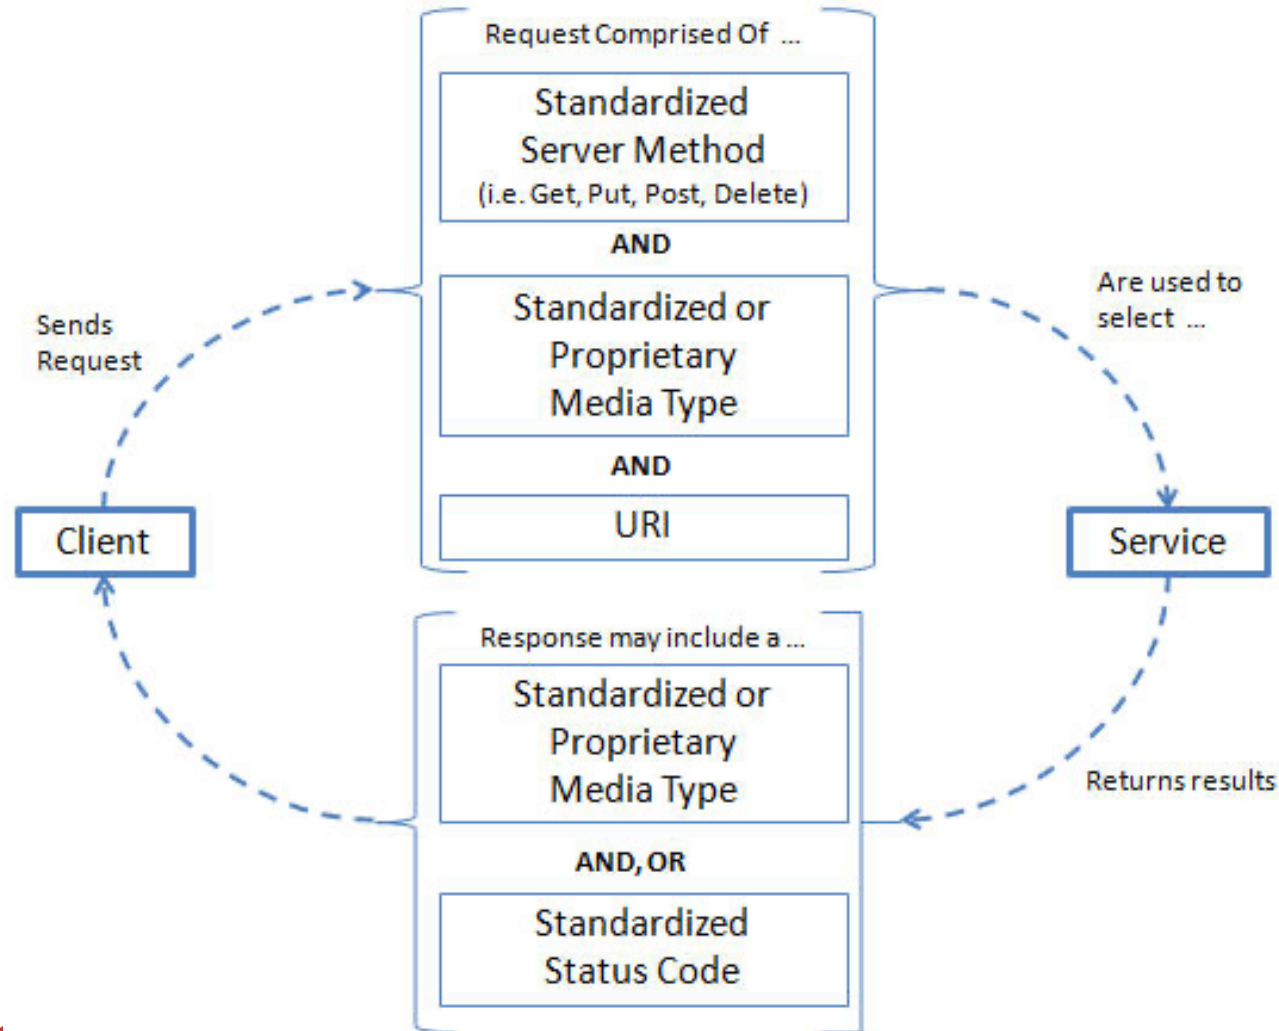 Request Comprised Of ...
Standardized
Server Method
(i.e. Get, Put, Post, Delete)
AND
Standardized or
Proprietary
Media Type
AND
URI
Sends
Request
Are used to
select ...
Client
Service
Response may include a ...
Standardized or
Proprietary
Media Type
AND, OR
Standardized
Status Code
Returns results